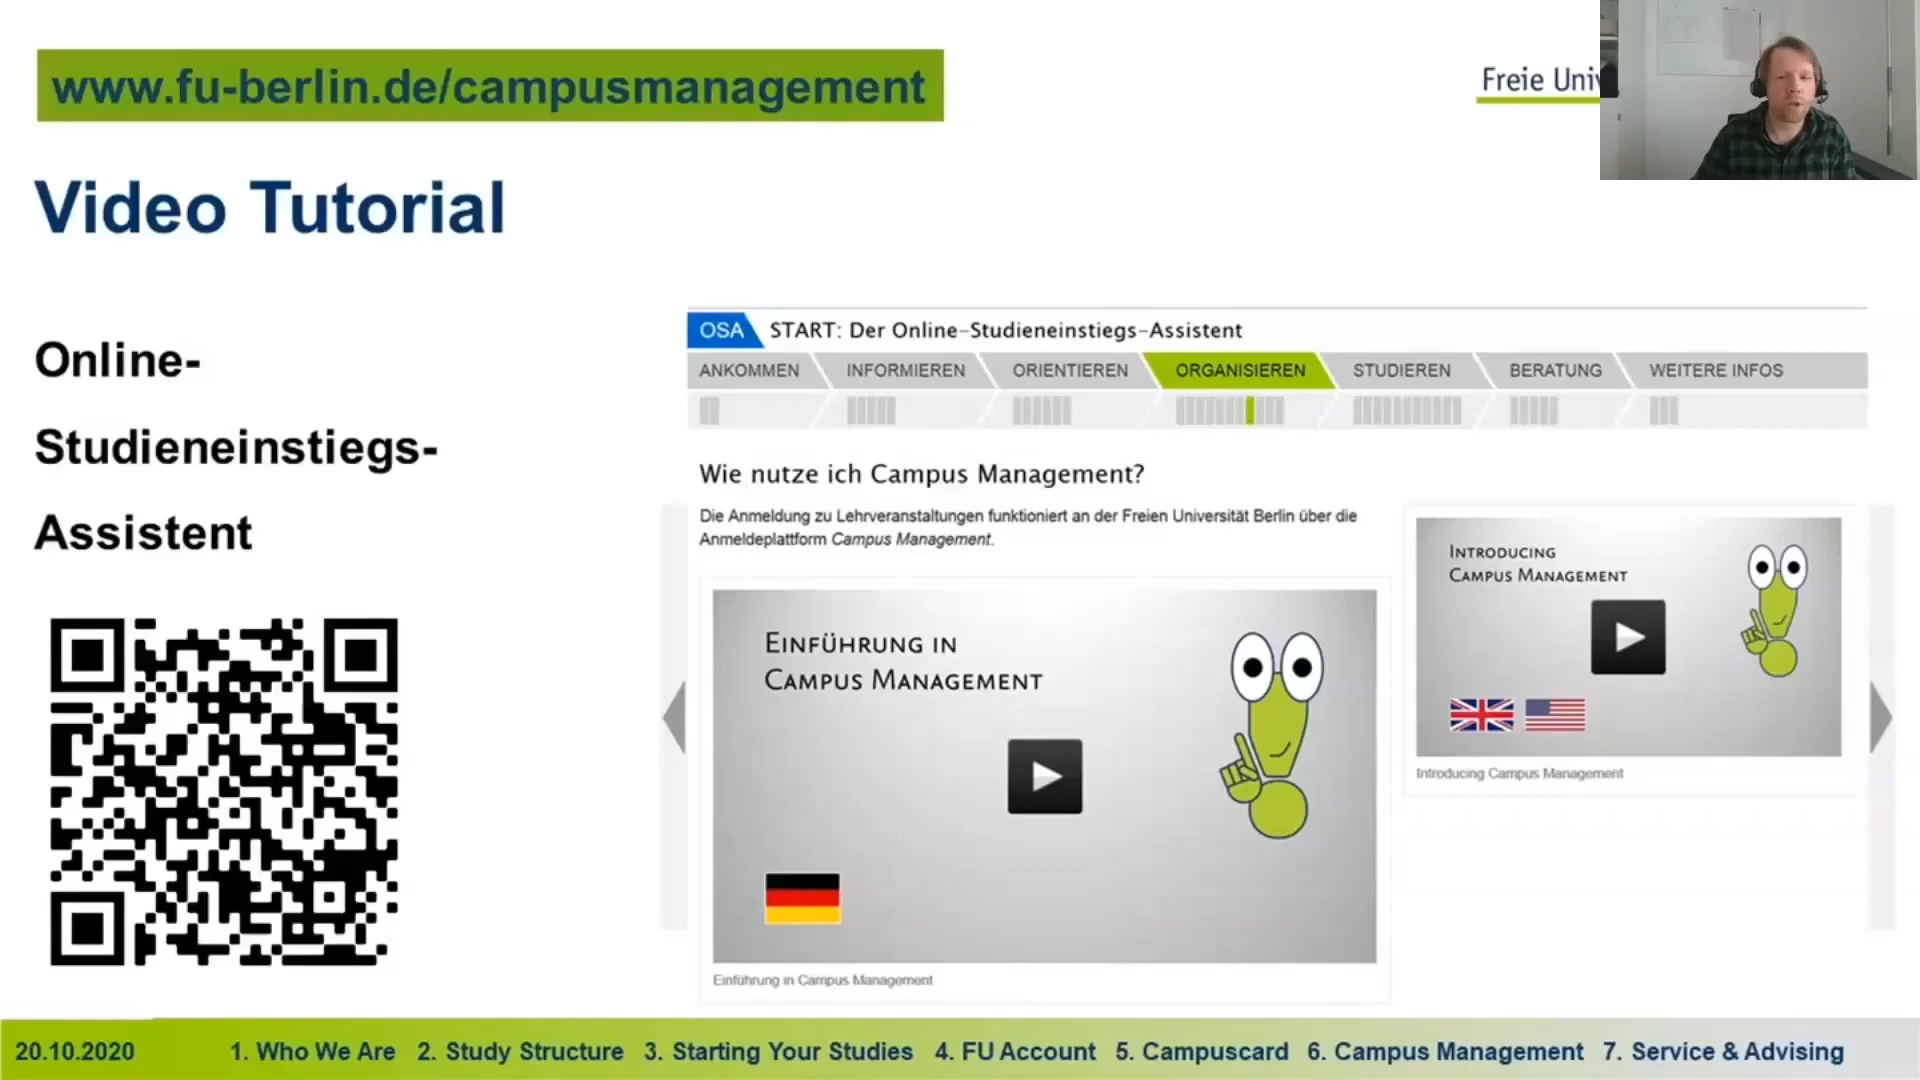 www.fu-berlin.de/campusmanagement
Freie Univ
Video Tutorial
Online-
Studieneinstiegs-
Assistent
OSA START: Der Online-Studieneinstiegs-Assistent
ANKOMMEN INFORMIEREN ORIENTIEREN ORGANISIEREN STUDIEREN BERATUNG WEITERE INFOS
Wie nutze ich Campus Management?
Die Anmeldung zu Lehrveranstaltungen funktioniert an der Freien Universität Berlin über die
Anmeldeplattform Campus Management.
EINFÜHRUNG IN
CAMPUS MANAGEMENT
Einführung in Campus Management
INTRODUCING
CAMPUS MANAGEMENT
Introducing Campus Management
20.10.2020 1. Who We Are 2. Study Structure 3. Starting Your Studies 4. FU Account 5. Campuscard 6. Campus Management 7. Service & Advising